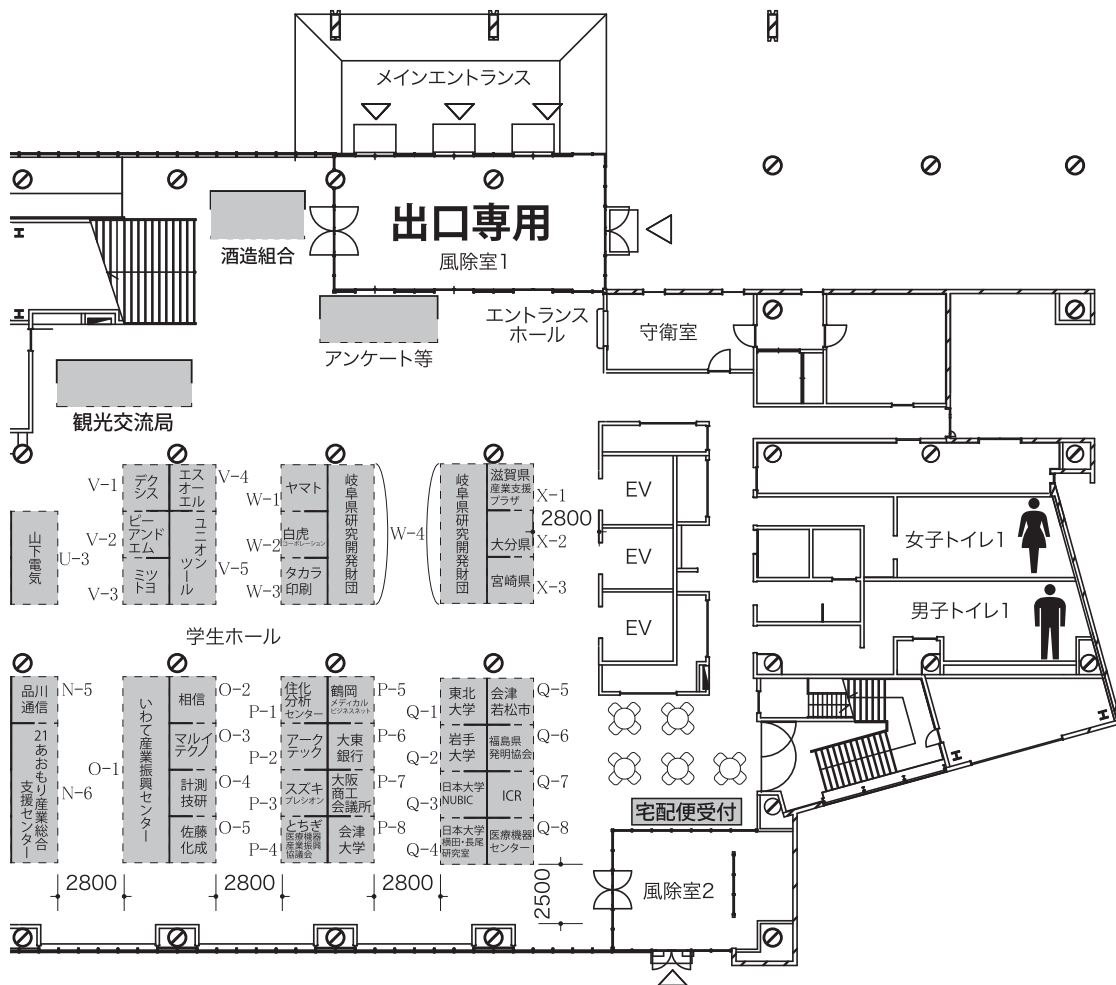 メインエントランス
出口専用
風除室1
酒造組合
エントランス
ホール
守衛室
アンケート等
観光交流局
V-1
デク
シス
エス
オー
エル
V-4
W-1
ヤマト
岐阜県研究開発財団
W-4
岐阜県研究開発財団
滋賀県
産業支援
プラザ
X-1
2800
EV
山下電気
U-3
V-2
ピー
アンド
エム
ユニオン
ツール
V-5
W-2
白虎
コーポレーション
大分県
X-2
EV
女子トイレ1
V-3
ミツ
トヨ
W-3
タカラ
印刷
宮崎県
X-3
EV
男子トイレ1
学生ホール
品川
通信
N-5
いわて産業振興センター
O-1
相信
O-2
P-1
住化
分析
センター
鶴岡
メディカル
ビジネスネット
P-5
Q-1
東北
大学
会津
若松市
Q-5
21あおもり産業総合
支援センター
N-6
マルイ
テクノ
O-3
P-2
アーク
テック
大東
銀行
P-6
Q-2
岩手
大学
福島県
発明協会
Q-6
計測
技研
O-4
P-3
スズキ
プレシオン
大阪
商工
会議所
P-7
Q-3
日本大学
NUBIC
ICR
Q-7
佐藤
化成
O-5
P-4
とちぎ
医療機器
産業振興
協議会
会津
大学
P-8
Q-4
日本大学
横田・長尾
研究室
医療機器
センター
Q-8
宅配便受付
2800
2800
2800
2500
風除室2